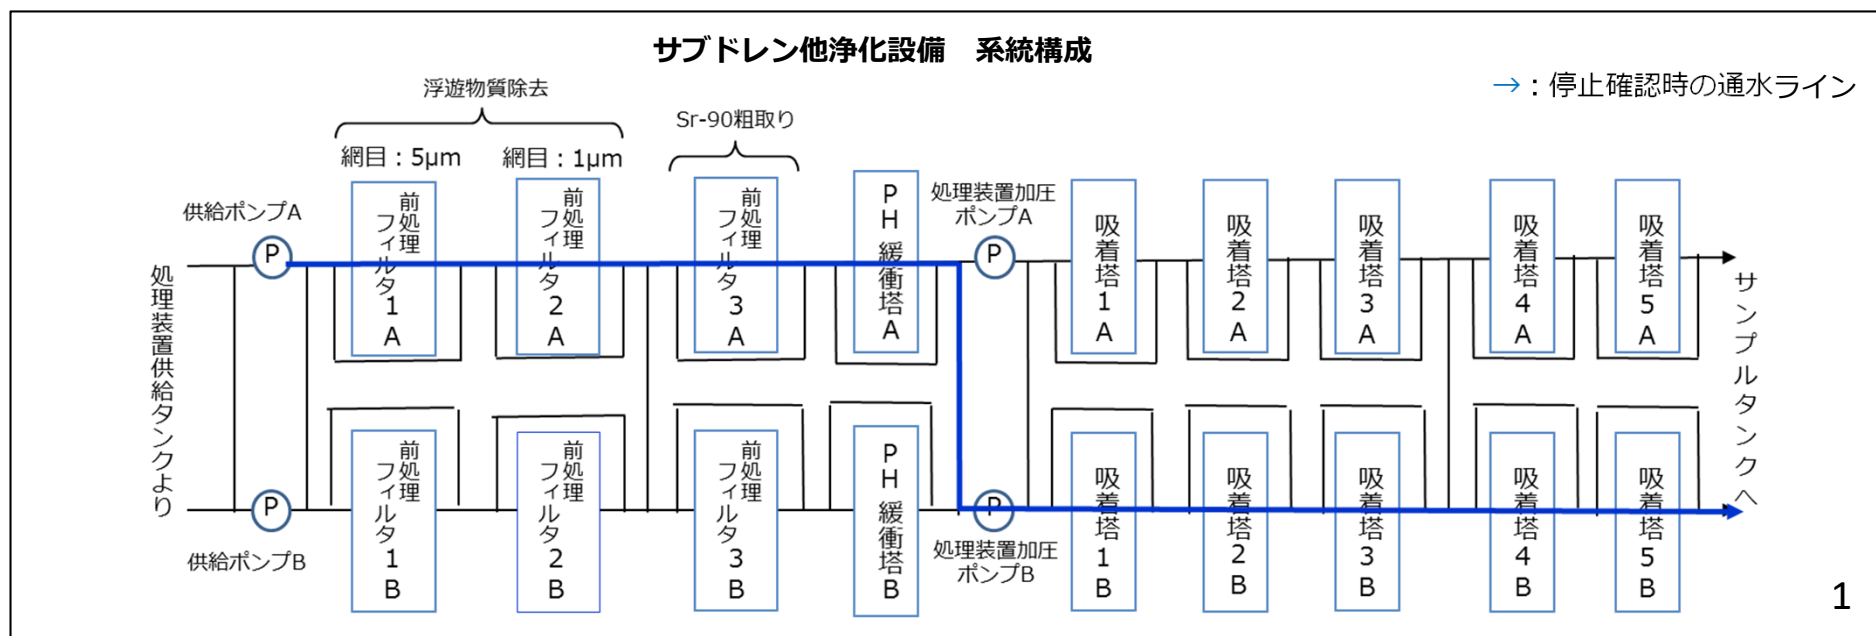 サブドレン他浄化設備　系統構成
→：停止確認時の通水ライン
浮遊物質除去
Sr-90粗取り
網目：5μm
網目：1μm
供給ポンプA
P
前処理フィルタ1A
前処理フィルタ2A
前処理フィルタ3A
PH緩衝塔A
処理装置加圧
ポンプA
P
吸着塔1A
吸着塔2A
吸着塔3A
吸着塔4A
吸着塔5A
処理装置供給タンクより
サンプルタンクへ
P
供給ポンプB
前処理フィルタ1B
前処理フィルタ2B
前処理フィルタ3B
PH緩衝塔B
P
処理装置加圧
ポンプB
吸着塔1B
吸着塔2B
吸着塔3B
吸着塔4B
吸着塔5B
1